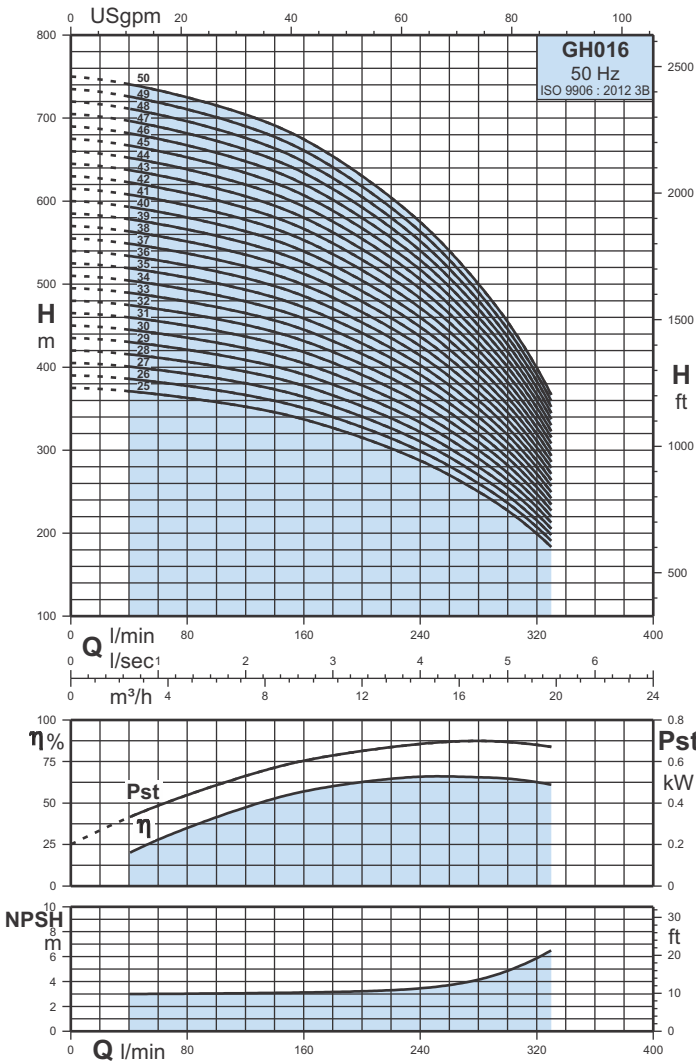 0 USgpm 20 40 60 80 100
GH016
50 Hz
ISO 9906 : 2012 3B
800
700
600
500
400
300
200
100
H
m
2500
2000
1500
1000
500
H
ft
50
49
48
47
46
45
44
43
42
41
40
39
38
37
36
35
34
33
32
31
30
29
28
27
26
25
0 80 160 240 320 400
Q l/min
0 l/sec 1 2 3 4 5 6
0 m³/h 4 8 12 16 20 24
100
75
50
25
0
η%
Pst
η
0.8
0.6
0.4
0.2
0
Pst
kW
10
8
6
4
2
0
NPSH
m
30
20
10
0
ft
0 Q l/min 80 160 240 320 400